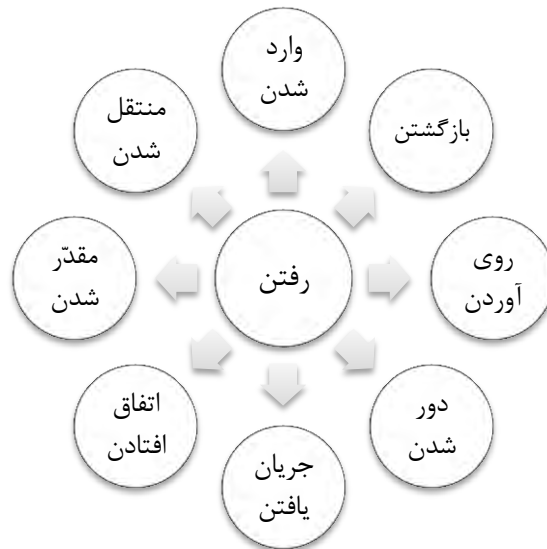 وارد
شدن
بازگشتن
روی
آوردن
دور
شدن
جریان
یافتن
اتفاق
افتادن
مقدّر
شدن
منتقل
شدن
رفتن